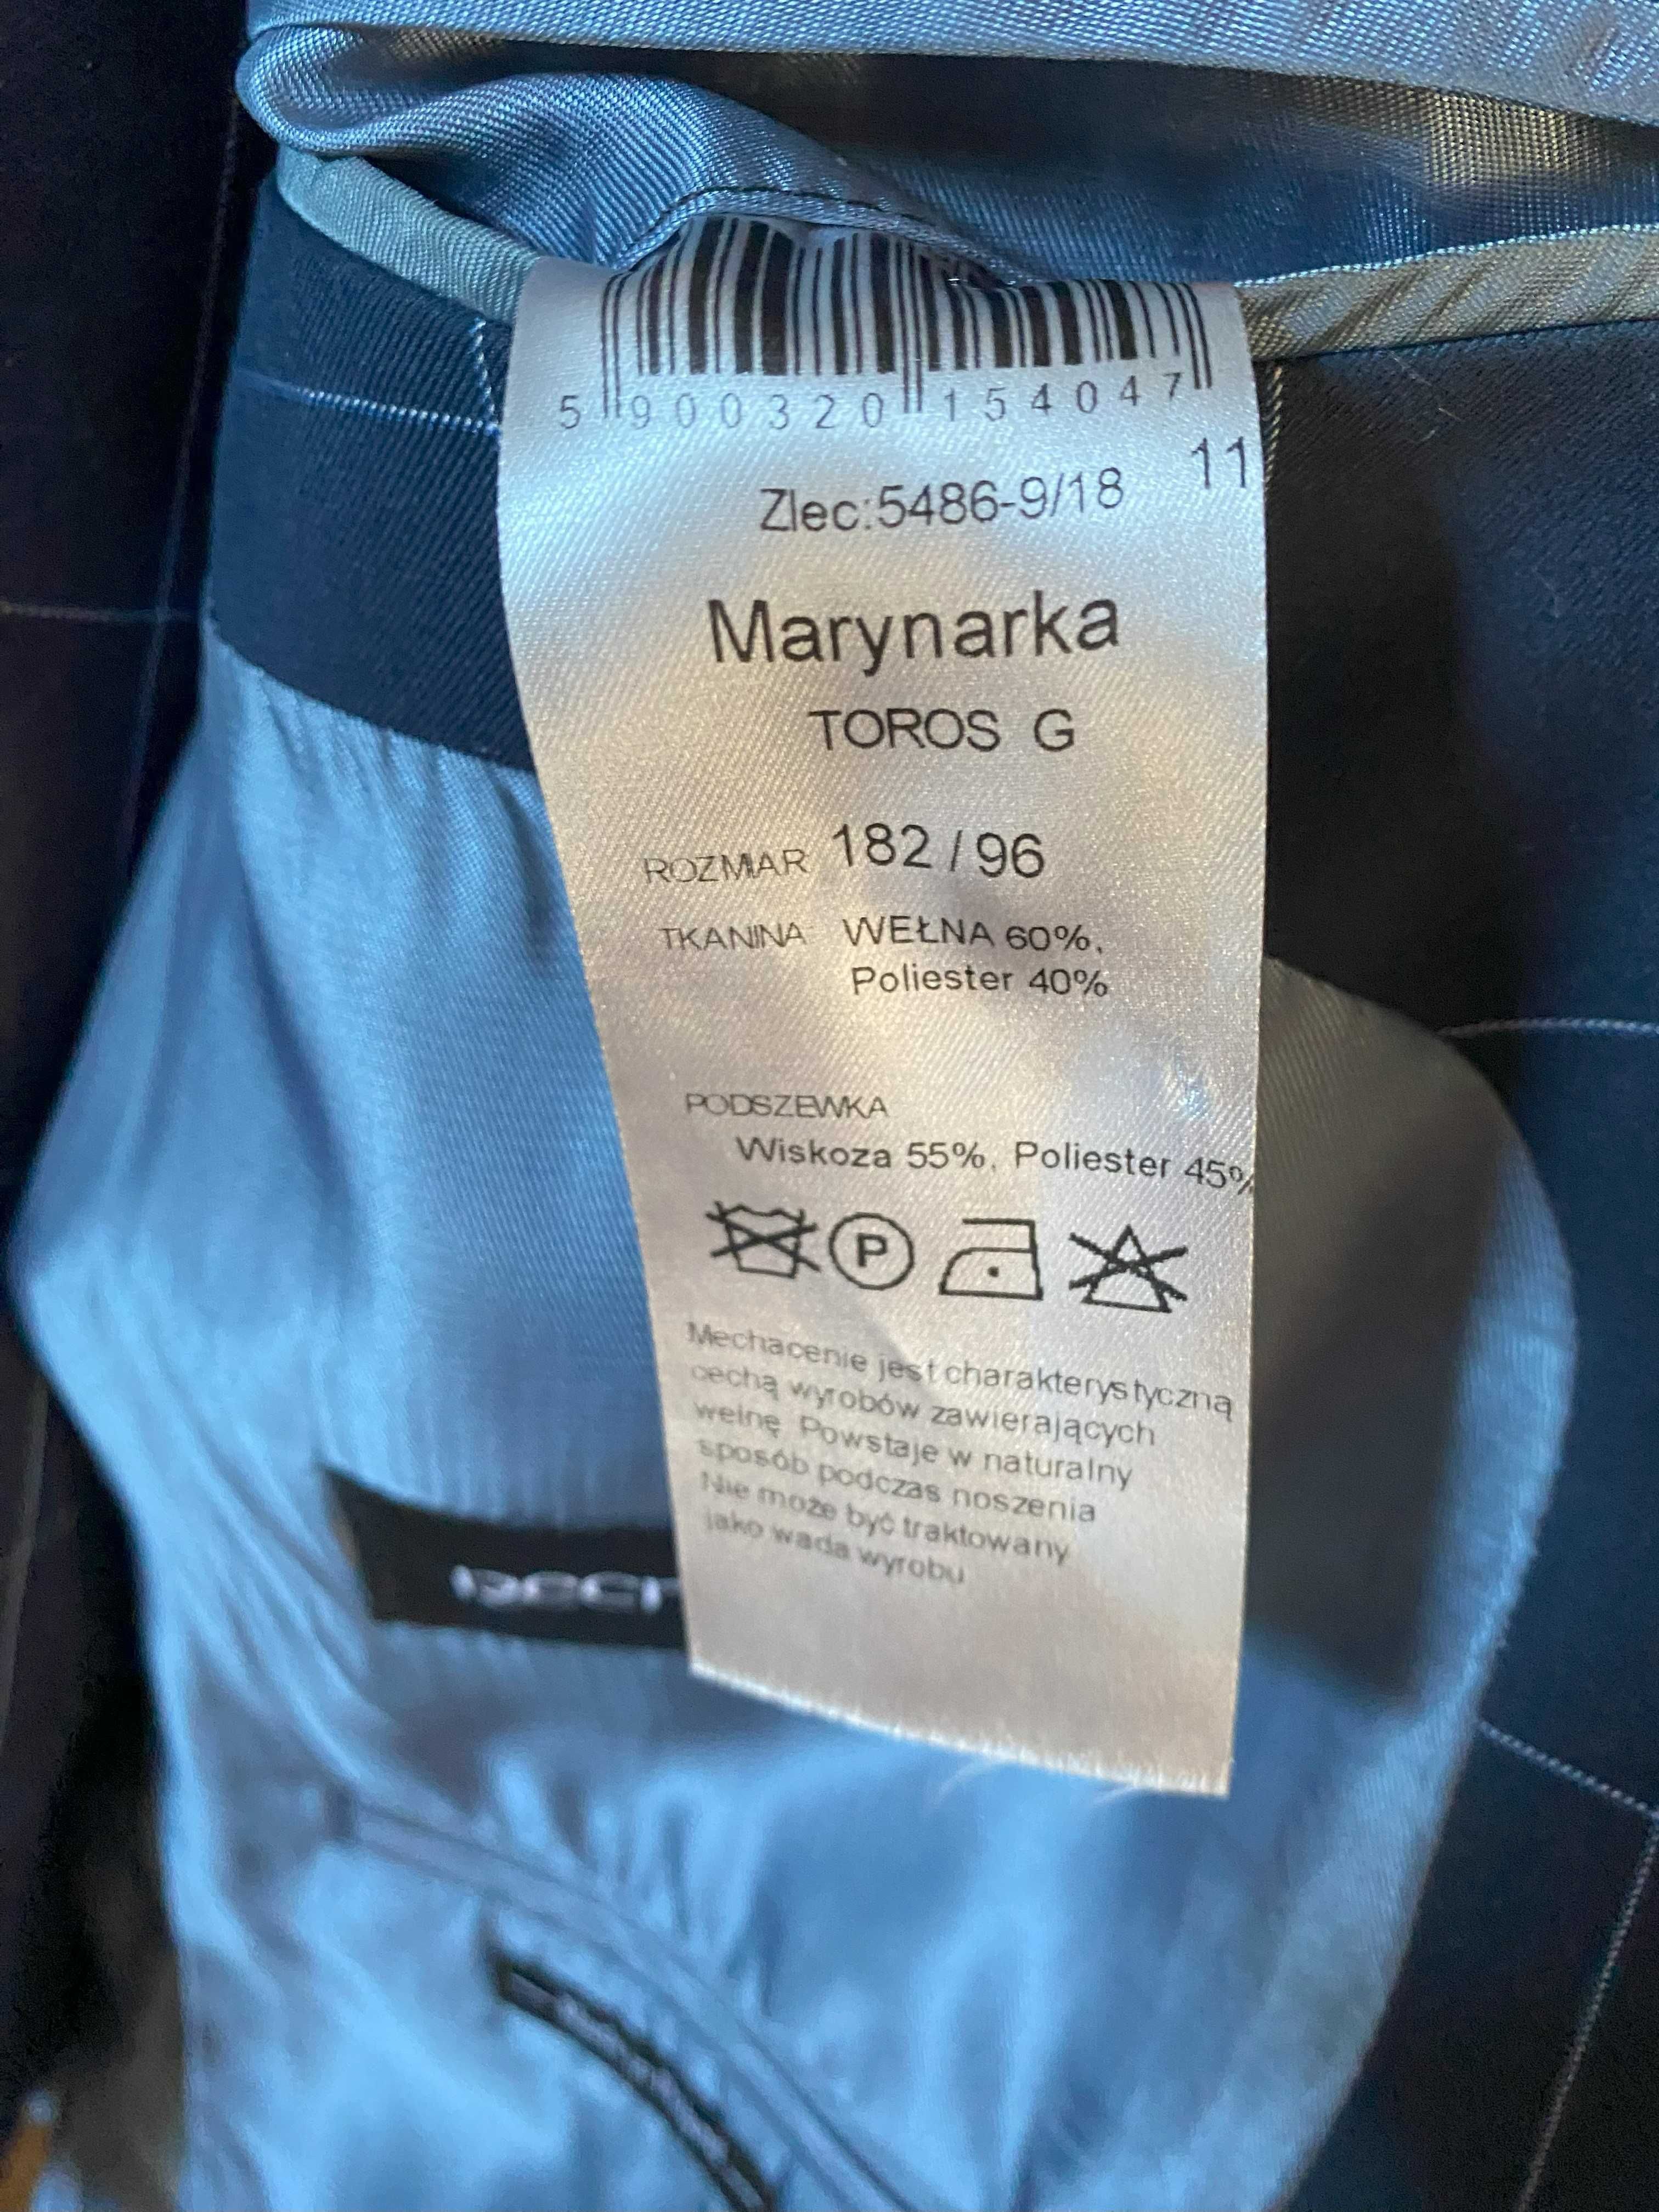 5 900320 154047
11
Zlec:5486-9/18
Marynarka
TOROS G
ROZMIAR 182 / 96
TKANINA WEŁNA 60%,
Poliester 40%
PODSZEWKA
Wiskoza 55%, Poliester 45%
P
Mechacenie jest charakterystyczną
cechą wyrobów zawierających
wełnę. Powstaje w naturalny
sposób podczas noszenia
Nie może być traktowany
jako wada wyrobu